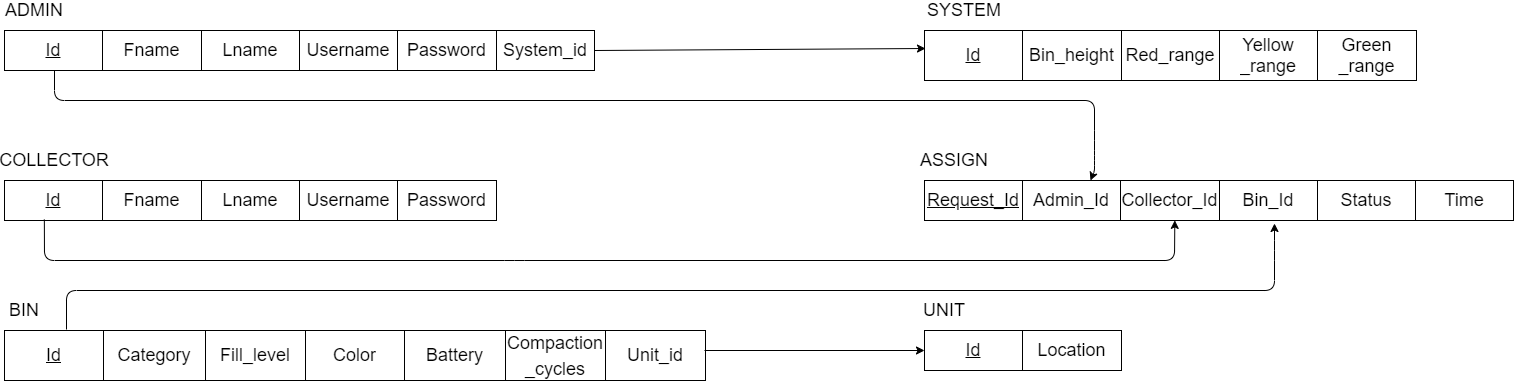 ADMIN
Id Fname Lname Username Password System_id
SYSTEM
Id Bin_height Red_range Yellow _range Green _range
COLLECTOR
Id Fname Lname Username Password
ASSIGN
Request_Id Admin_Id Collector_Id Bin_Id Status Time
BIN
Id Category Fill_level Color Battery Compaction _cycles Unit_id
UNIT
Id Location